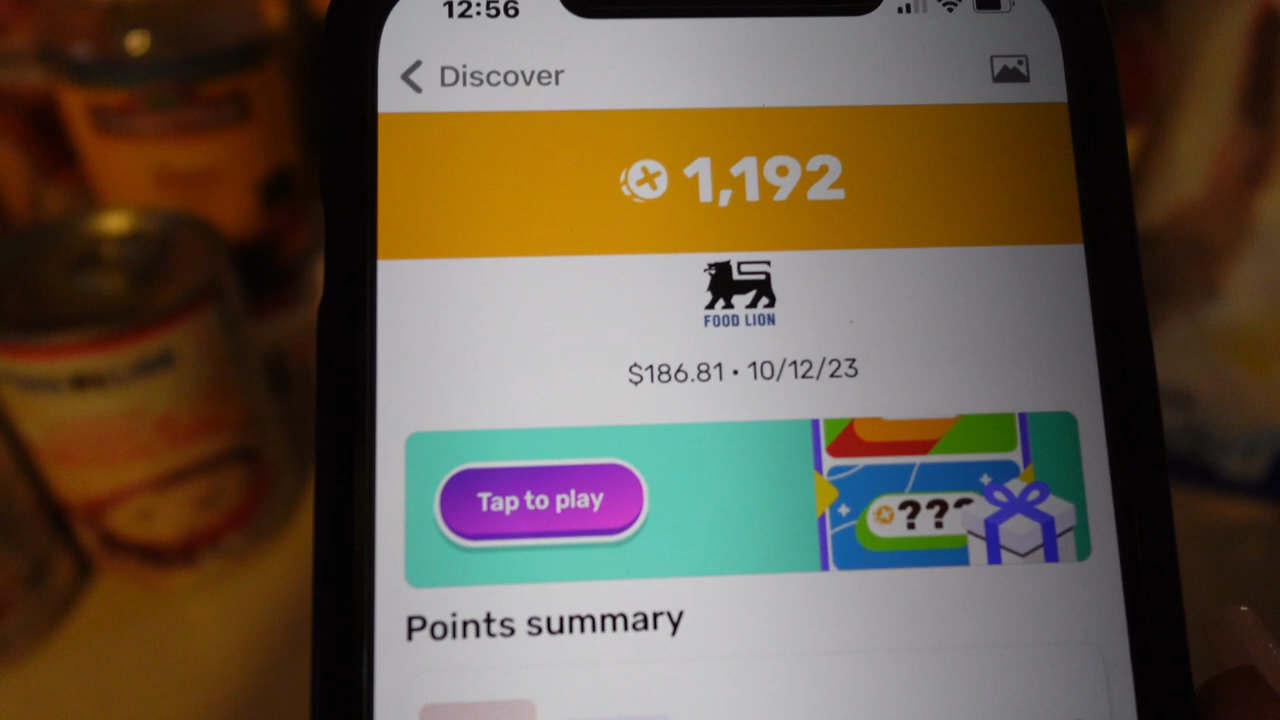 12:56
Discover
1,192
FOOD LION
$186.81 • 10/12/23
Tap to play
???
Points summary